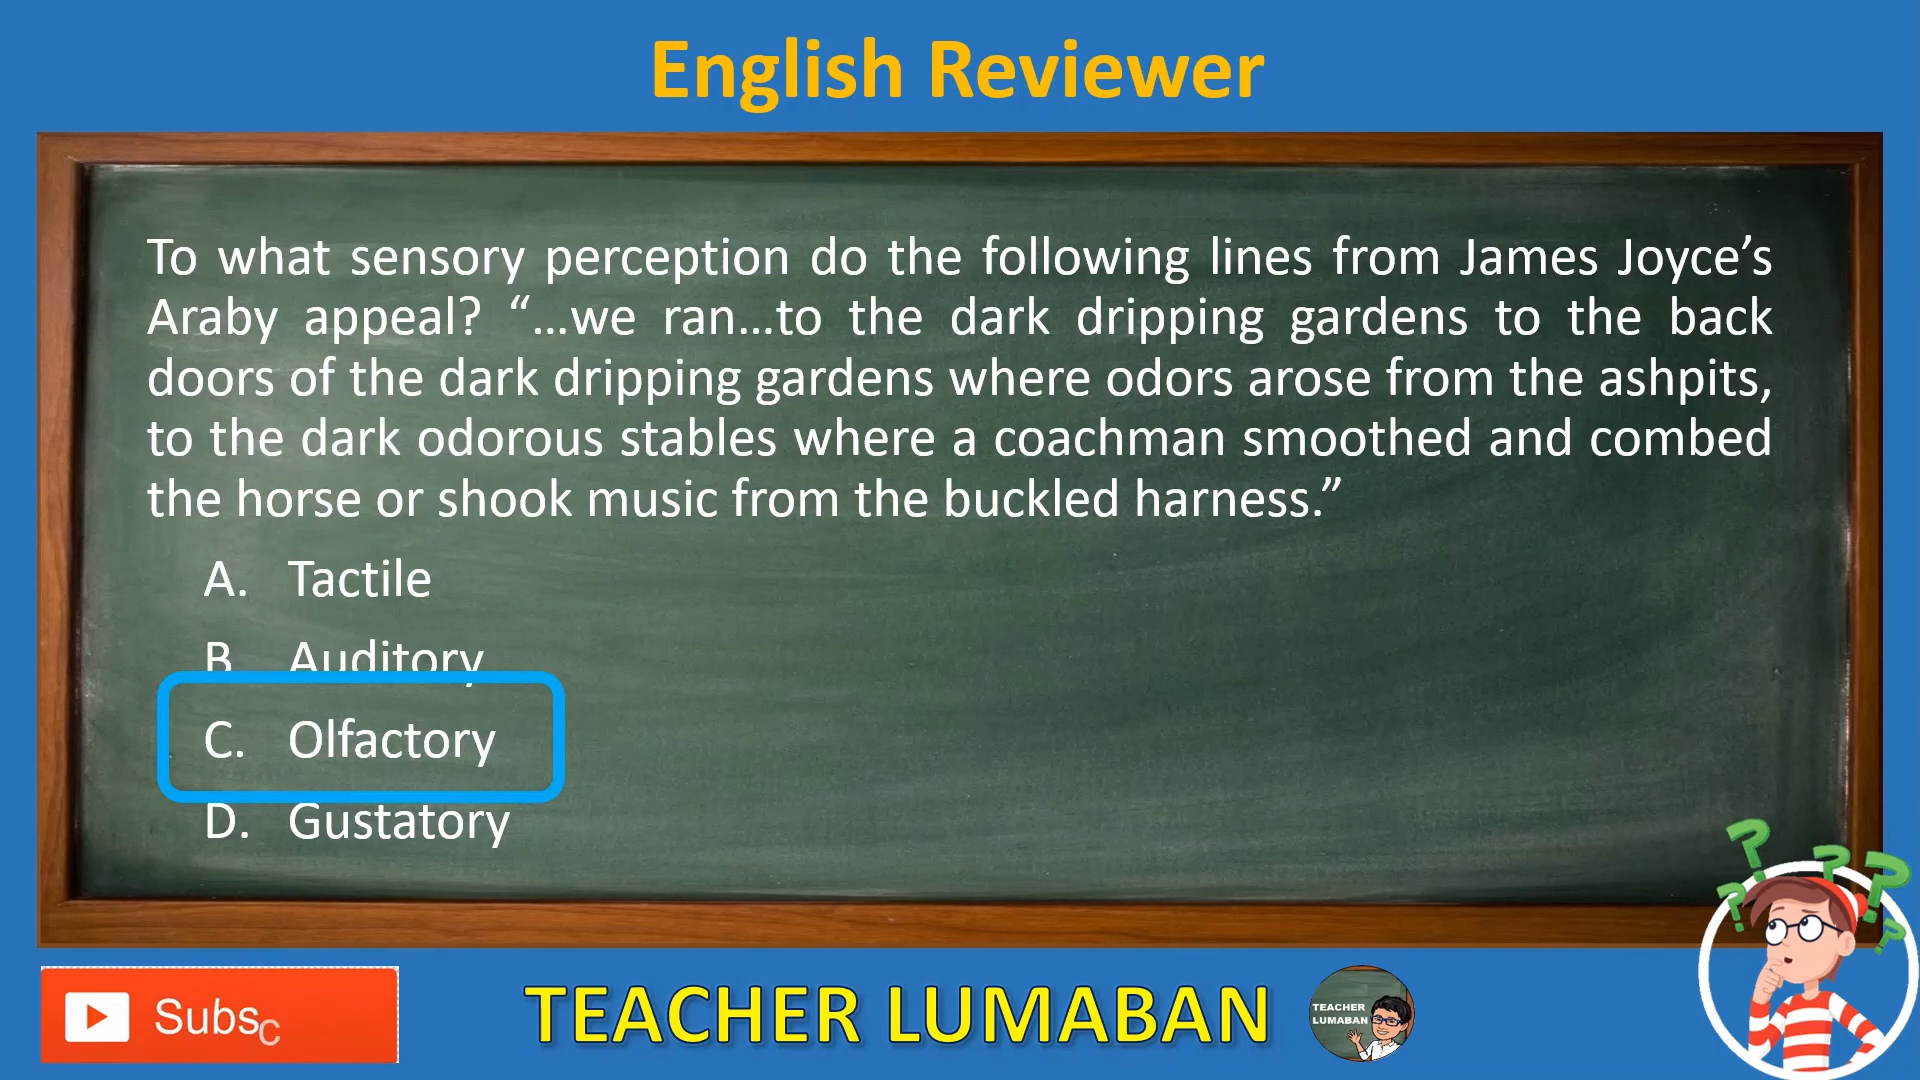 English Reviewer
To what sensory perception do the following lines from James Joyce’s
Araby appeal? “…we ran…to the dark dripping gardens to the back
doors of the dark dripping gardens where odors arose from the ashpits,
to the dark odorous stables where a coachman smoothed and combed
the horse or shook music from the buckled harness.”
A. Tactile
B. Auditory
C. Olfactory
D. Gustatory
Subsc
TEACHER LUMABAN
TEACHER
LUMABAN